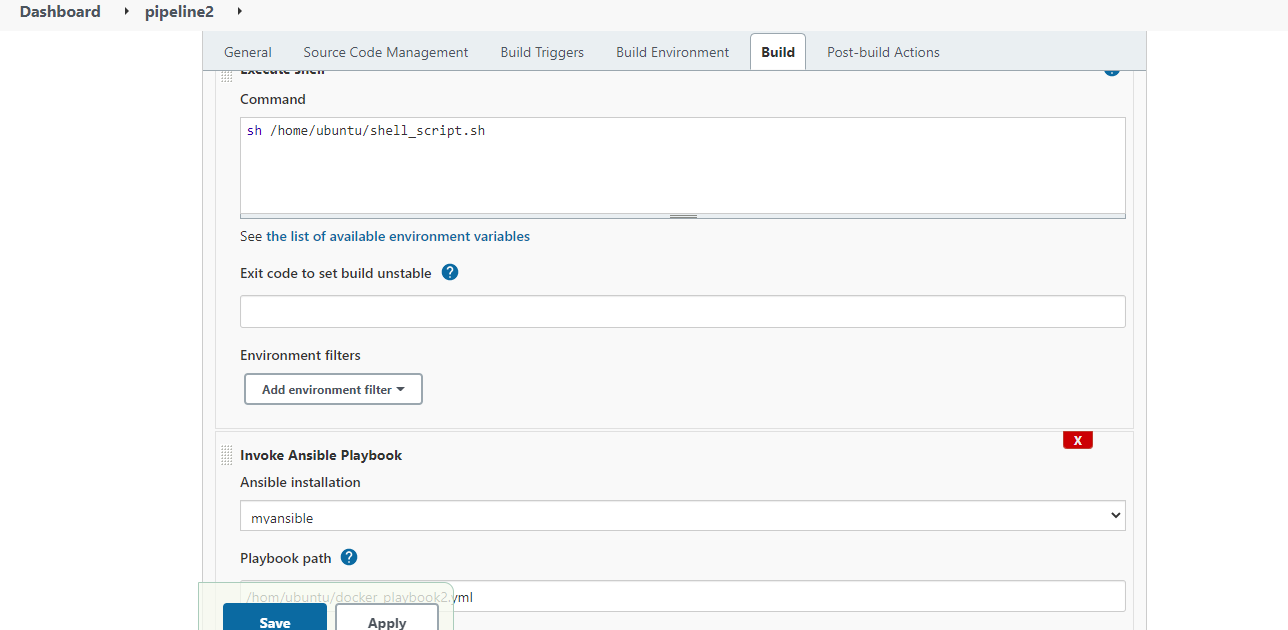 Dashboard pipeline2
General Source Code Management Build Triggers Build Environment Build Post-build Actions
Execute shell
Command
sh /home/ubuntu/shell_script.sh
See the list of available environment variables
Exit code to set build unstable ?
Environment filters
Add environment filter
X
Invoke Ansible Playbook
Ansible installation
myansible
Playbook path ?
/hom/ubuntu/docker_playbook2.yml
Save Apply